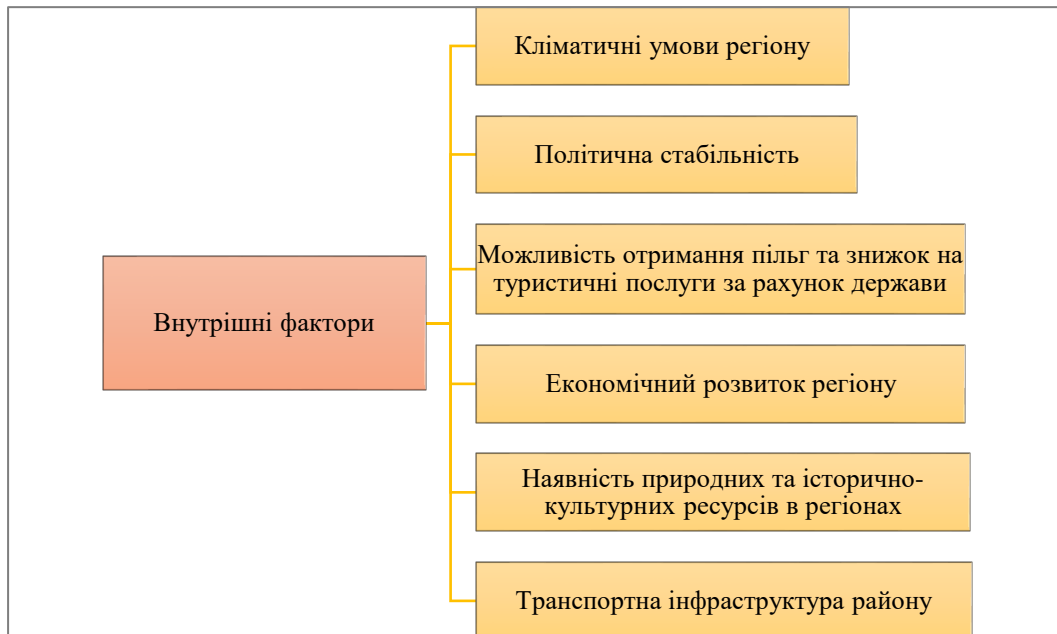 Кліматичні умови регіону
Політична стабільність
Можливість отримання пільг та знижок на
туристичні послуги за рахунок держави
Внутрішні фактори
Економічний розвиток регіону
Наявність природних та історично-
культурних ресурсів в регіонах
Транспортна інфраструктура району